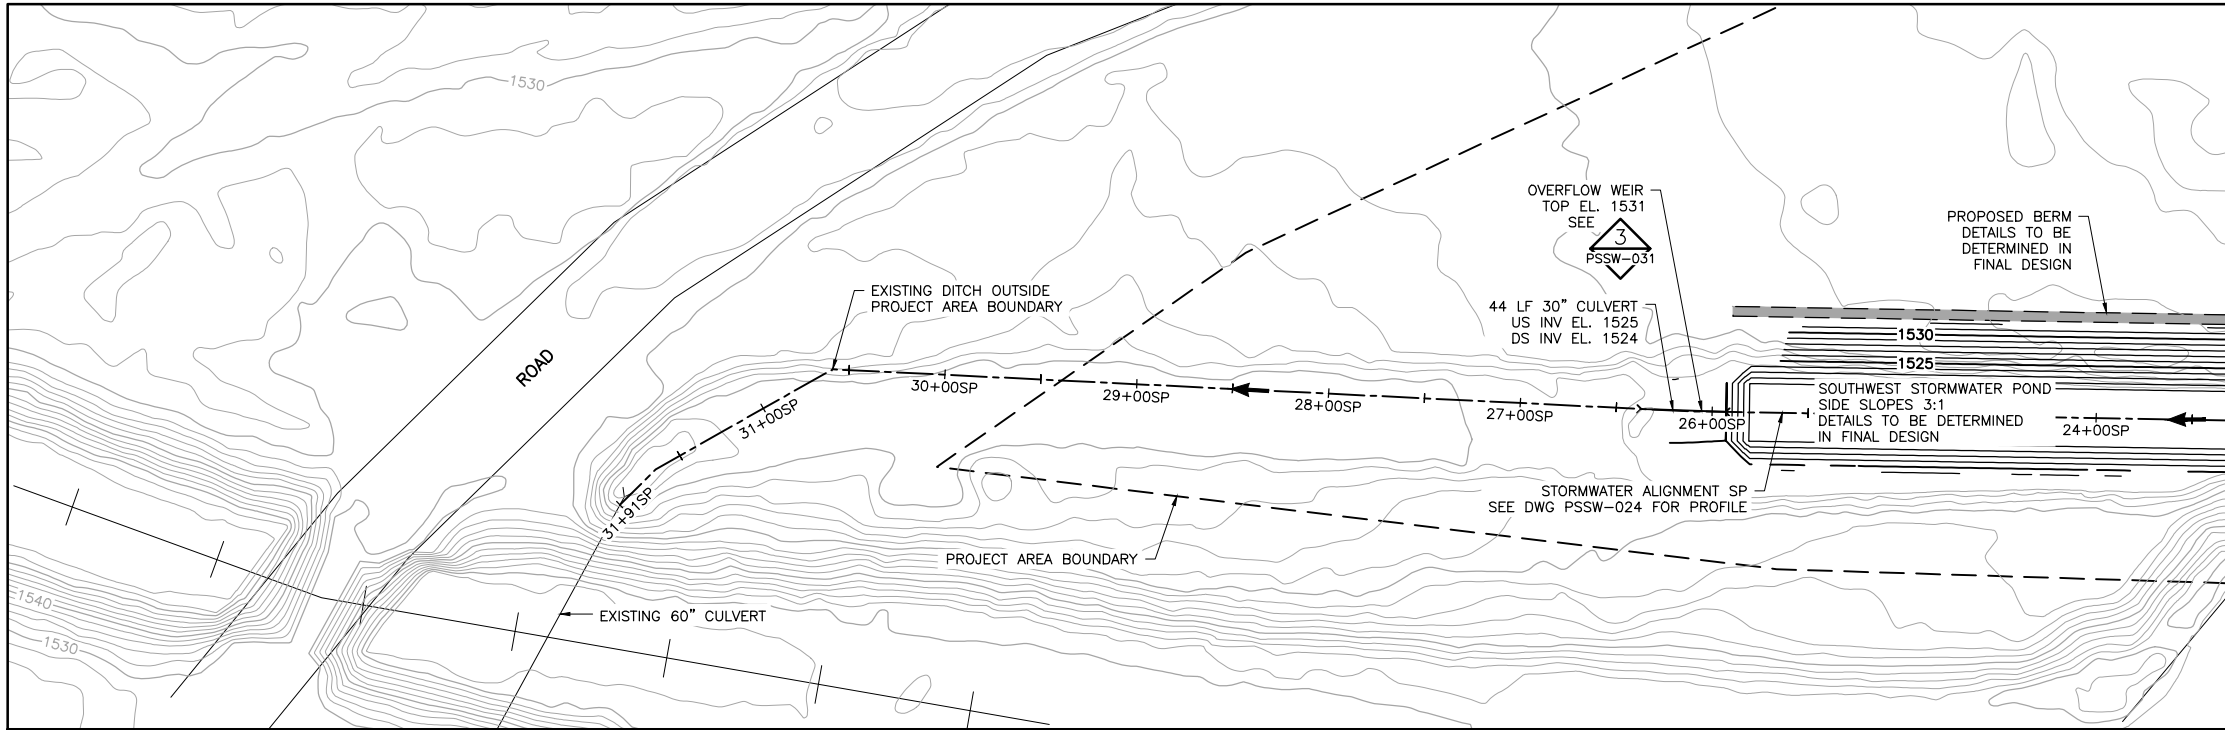 1530
OVERFLOW WEIR
TOP EL. 1531
SEE
3
PSSW-031
PROPOSED BERM
DETAILS TO BE
DETERMINED IN
FINAL DESIGN
EXISTING DITCH OUTSIDE
PROJECT AREA BOUNDARY
44 LF 30" CULVERT
US INV EL. 1525
DS INV EL. 1524
1530
1525
ROAD
30+00SP
29+00SP
28+00SP
27+00SP
26+00SP
SOUTHWEST STORMWATER POND
SIDE SLOPES 3:1
DETAILS TO BE DETERMINED
IN FINAL DESIGN
24+00SP
31+00SP
31+91SP
STORMWATER ALIGNMENT SP
SEE DWG PSSW-024 FOR PROFILE
PROJECT AREA BOUNDARY
EXISTING 60" CULVERT
1540
1530